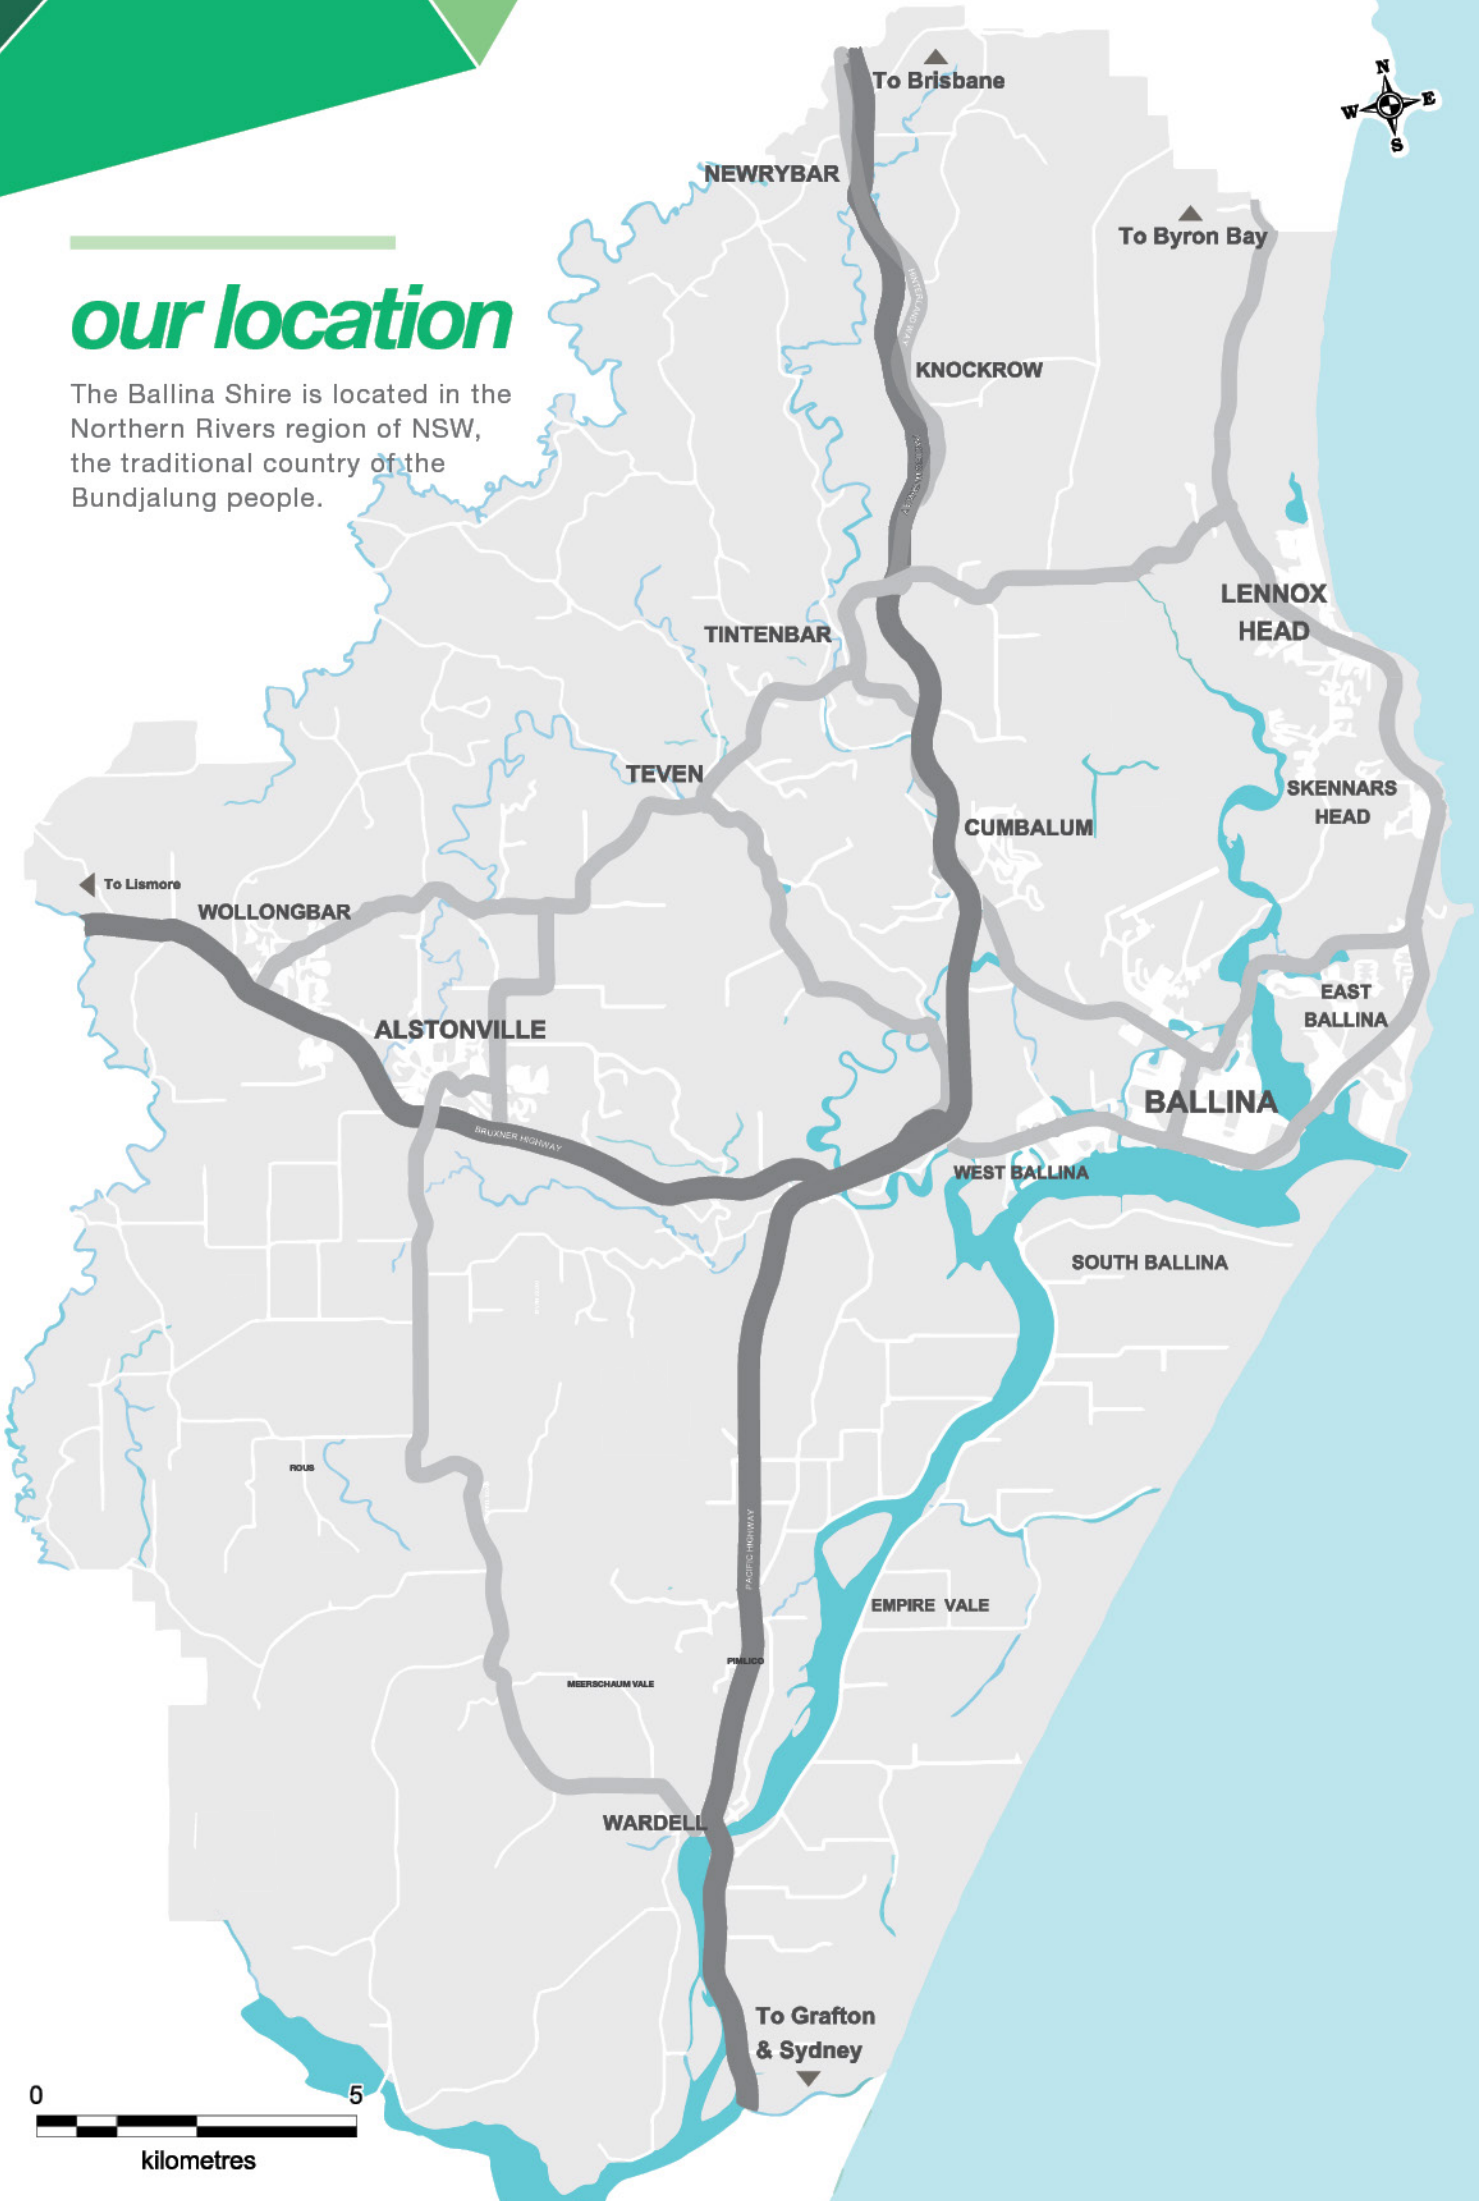 our location
The Ballina Shire is located in the
Northern Rivers region of NSW,
the traditional country of the
Bundjalung people.
N
W
E
S
To Brisbane
NEWRYBAR
To Byron Bay
HINTERLAND WAY
KNOCKROW
LENNOX
HEAD
TINTENBAR
TEVEN
SKENNARS
HEAD
CUMBALUM
To Lismore
WOLLONGBAR
EAST
BALLINA
ALSTONVILLE
BALLINA
BRUXNER HIGHWAY
WEST BALLINA
SOUTH BALLINA
ROUS
PACIFIC HIGHWAY
EMPIRE VALE
PIMLICO
MEERSCHAUM VALE
WARDELL
To Grafton
& Sydney
0 5
kilometres